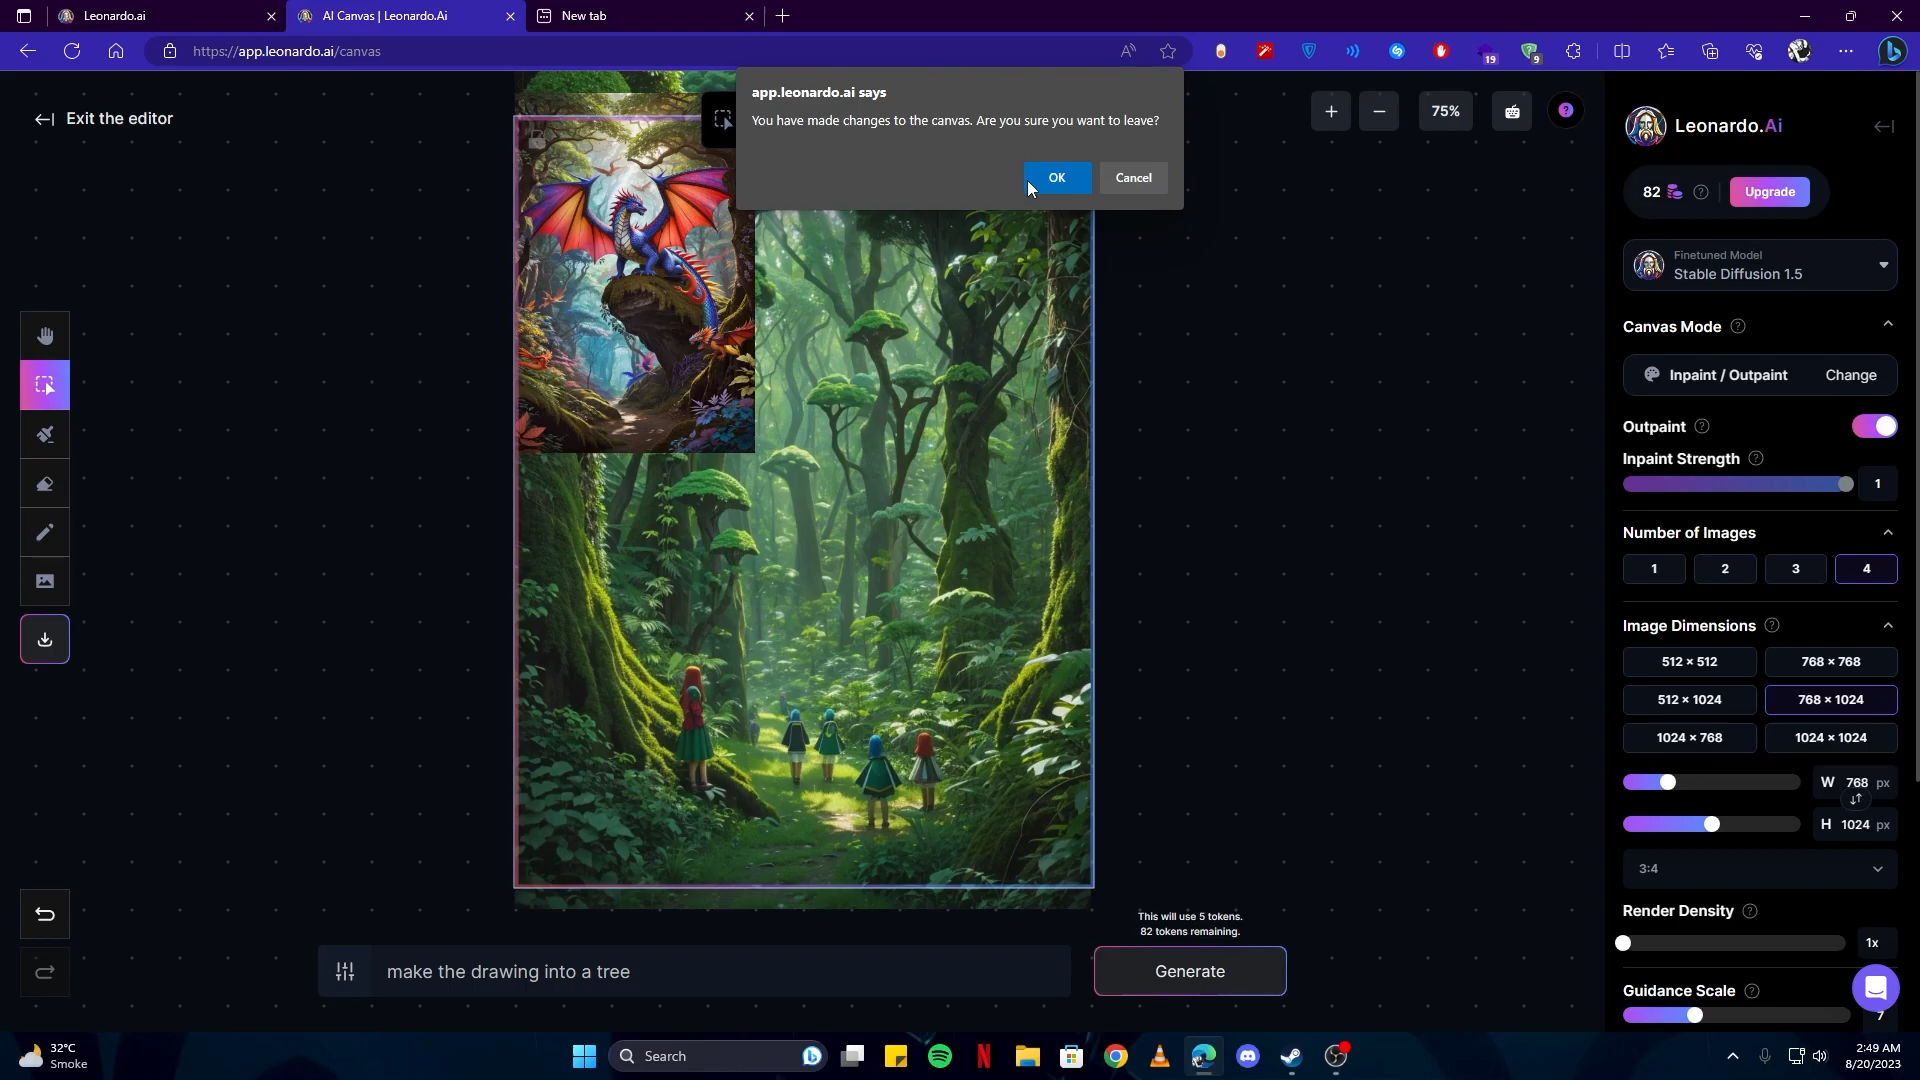 Leonardo.ai
AI Canvas | Leonardo.Ai
New tab
https://app.leonardo.ai/canvas
19
9
Exit the editor
app.leonardo.ai says
You have made changes to the canvas. Are you sure you want to leave?
OK
Cancel
75%
?
Leonardo.Ai
82
?
Upgrade
Finetuned Model
Stable Diffusion 1.5
Canvas Mode ?
Inpaint / Outpaint
Change
Outpaint ?
Inpaint Strength ?
1
Number of Images
1
2
3
4
Image Dimensions ?
512 × 512
768 × 768
512 × 1024
768 × 1024
1024 × 768
1024 × 1024
W 768 px
H 1024 px
3:4
Render Density ?
1x
Guidance Scale ?
7
This will use 5 tokens.
82 tokens remaining.
make the drawing into a tree
Generate
32°C
Smoke
Search
2:49 AM
8/20/2023